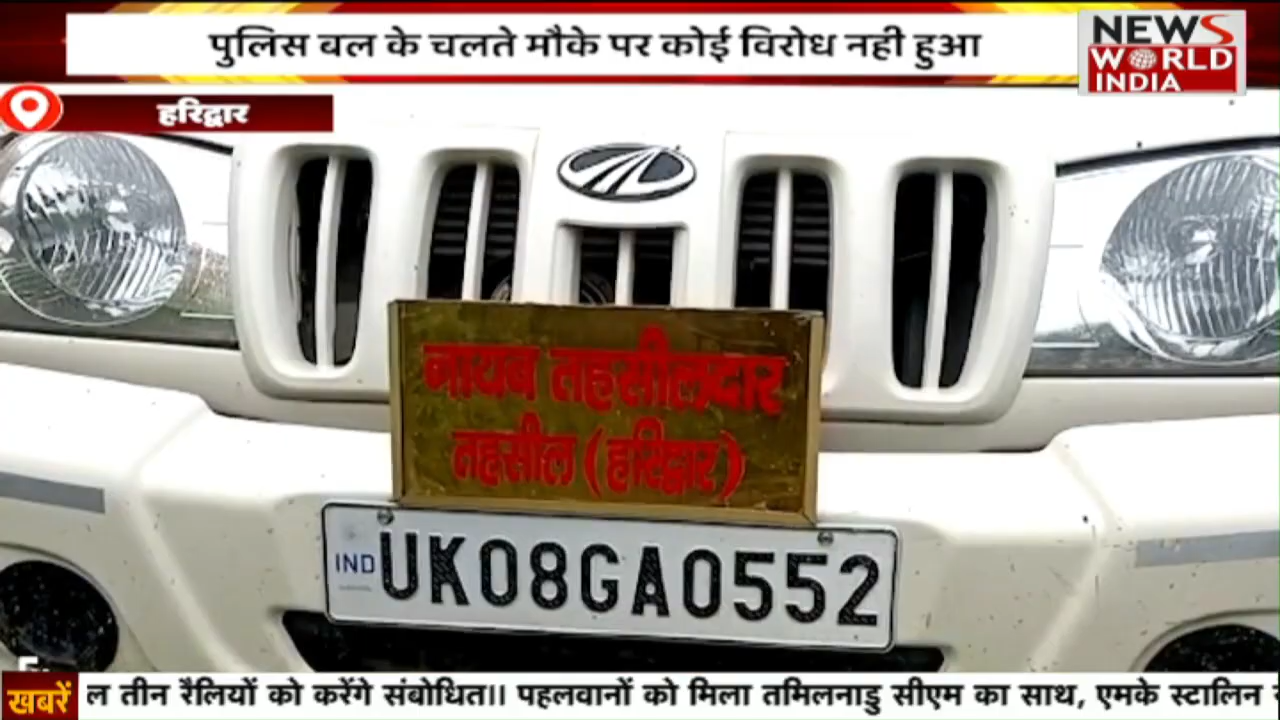 पुलिस बल के चलते मौके पर कोई विरोध नही हुआ
NEWS
WORLD
INDIA
हरिद्वार
नायब तहसीलदार
तहसील (हरिद्वार)
IND UK08GA0552
खबरें ल तीन रैलियों को करेंगे संबोधित।। पहलवानों को मिला तमिलनाडु सीएम का साथ, एमके स्टालिन